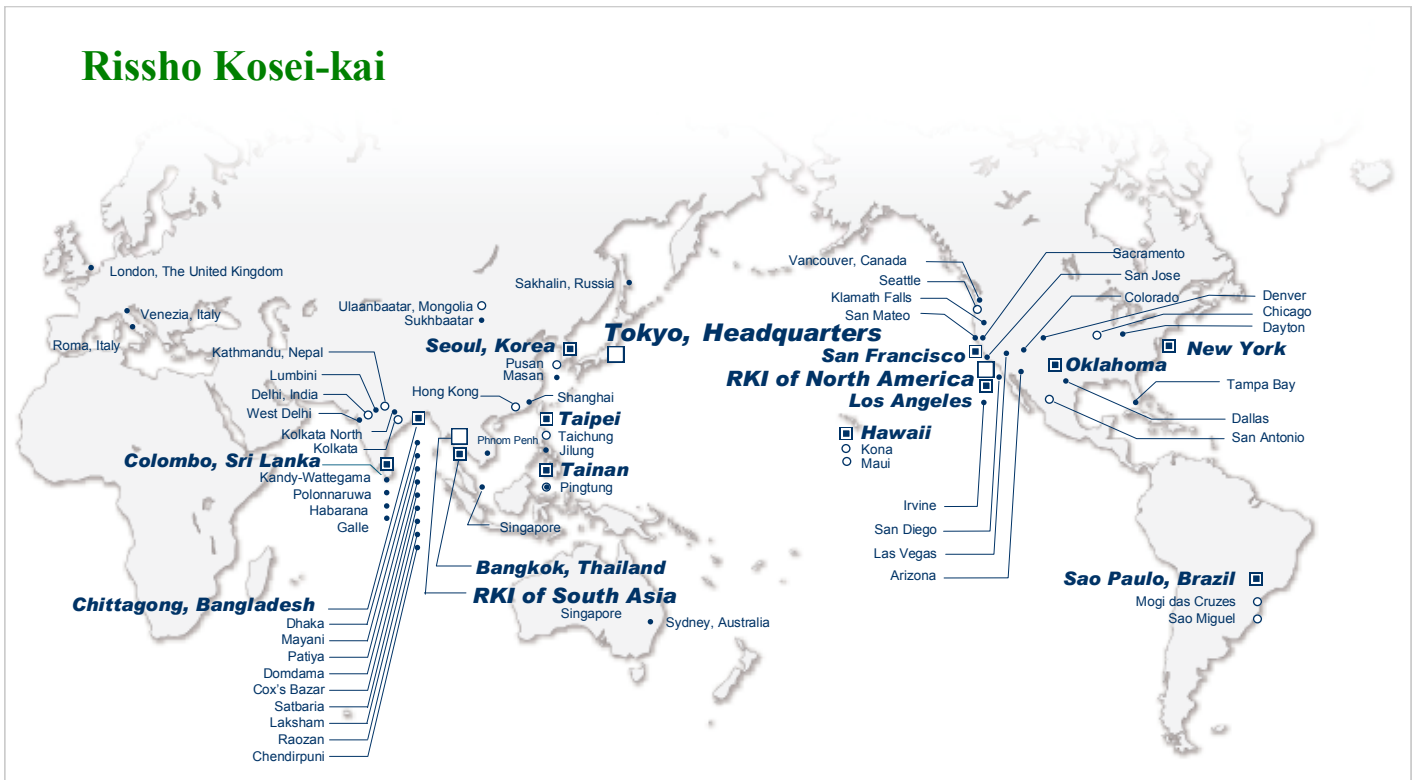 Rissho Kosei-kai
London, The United Kingdom
Venezia, Italy
Roma, Italy
Ulaanbaatar, Mongolia
Sukhbaatar
Sakhalin, Russia
Tokyo, Headquarters
Seoul, Korea
Pusan
Masan
Kathmandu, Nepal
Lumbini
Delhi, India
West Delhi
Kolkata North
Kolkata
Hong Kong
Shanghai
Taipei
Taichung
Jilung
Tainan
Pingtung
Phnom Penh
Colombo, Sri Lanka
Kandy-Wattegama
Polonnaruwa
Habarana
Galle
Singapore
Bangkok, Thailand
RKI of South Asia
Singapore
Sydney, Australia
Chittagong, Bangladesh
Dhaka
Mayani
Patiya
Domdama
Cox's Bazar
Satbaria
Laksham
Raozan
Chendirpuni
Vancouver, Canada
Seattle
Klamath Falls
San Mateo
San Francisco
RKI of North America
Los Angeles
Hawaii
Kona
Maui
Irvine
San Diego
Las Vegas
Arizona
Sacramento
San Jose
Colorado
Denver
Chicago
Dayton
New York
Oklahoma
Tampa Bay
Dallas
San Antonio
Sao Paulo, Brazil
Mogi das Cruzes
Sao Miguel